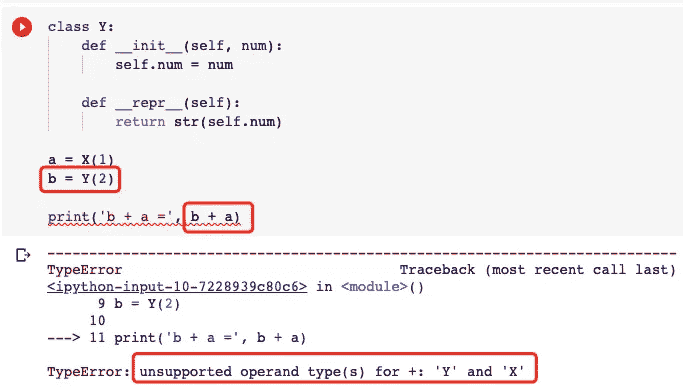 class Y:
    def __init__(self, num):
        self.num = num
    def __repr__(self):
        return str(self.num)
a = X(1)
b = Y(2)
print('b + a =', b + a)
---------------------------------------------------------------------------
TypeError                                 Traceback (most recent call last)
<ipython-input-10-7228939c80c6> in <module>()
      9 b = Y(2)
     10
---> 11 print('b + a =', b + a)
TypeError: unsupported operand type(s) for +: 'Y' and 'X'